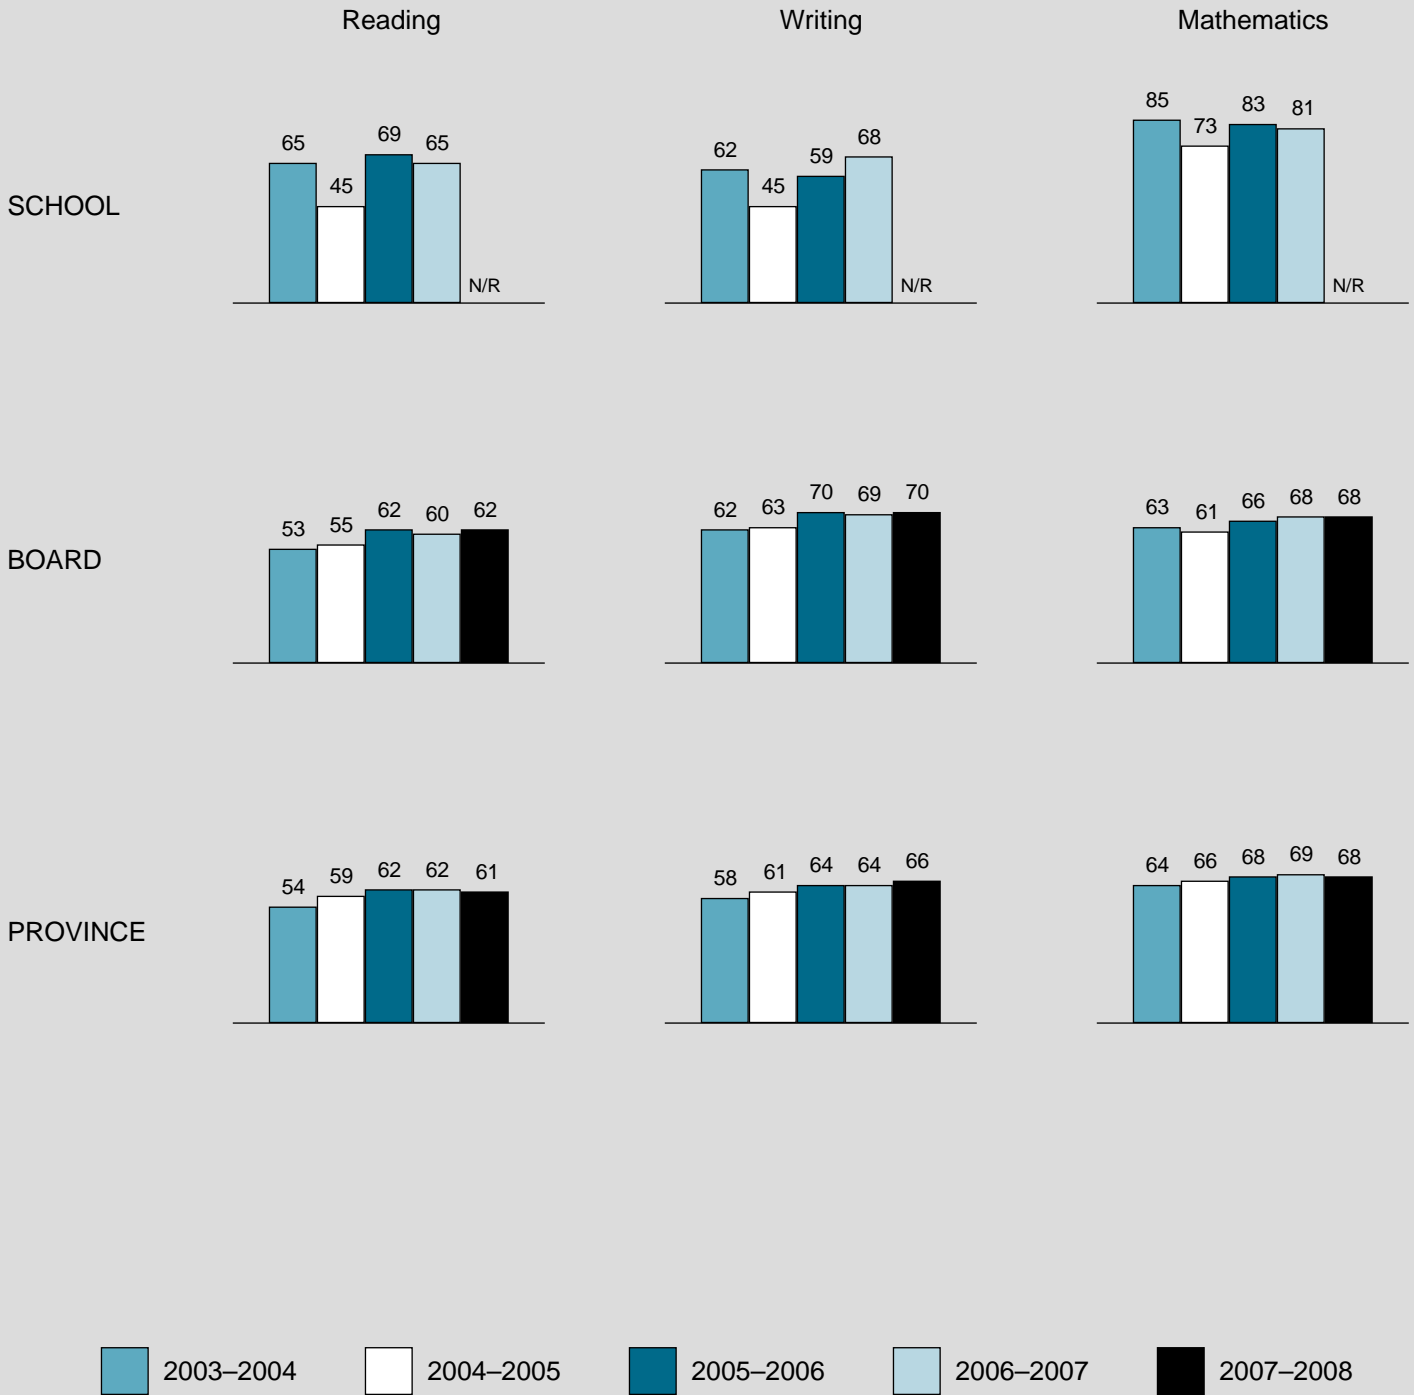 Reading Writing Mathematics
SCHOOL
65 45 69 65 N/R
62 45 59 68 N/R
85 73 83 81 N/R
BOARD
53 55 62 60 62
62 63 70 69 70
63 61 66 68 68
PROVINCE
54 59 62 62 61
58 61 64 64 66
64 66 68 69 68
2003–2004 2004–2005 2005–2006 2006–2007 2007–2008